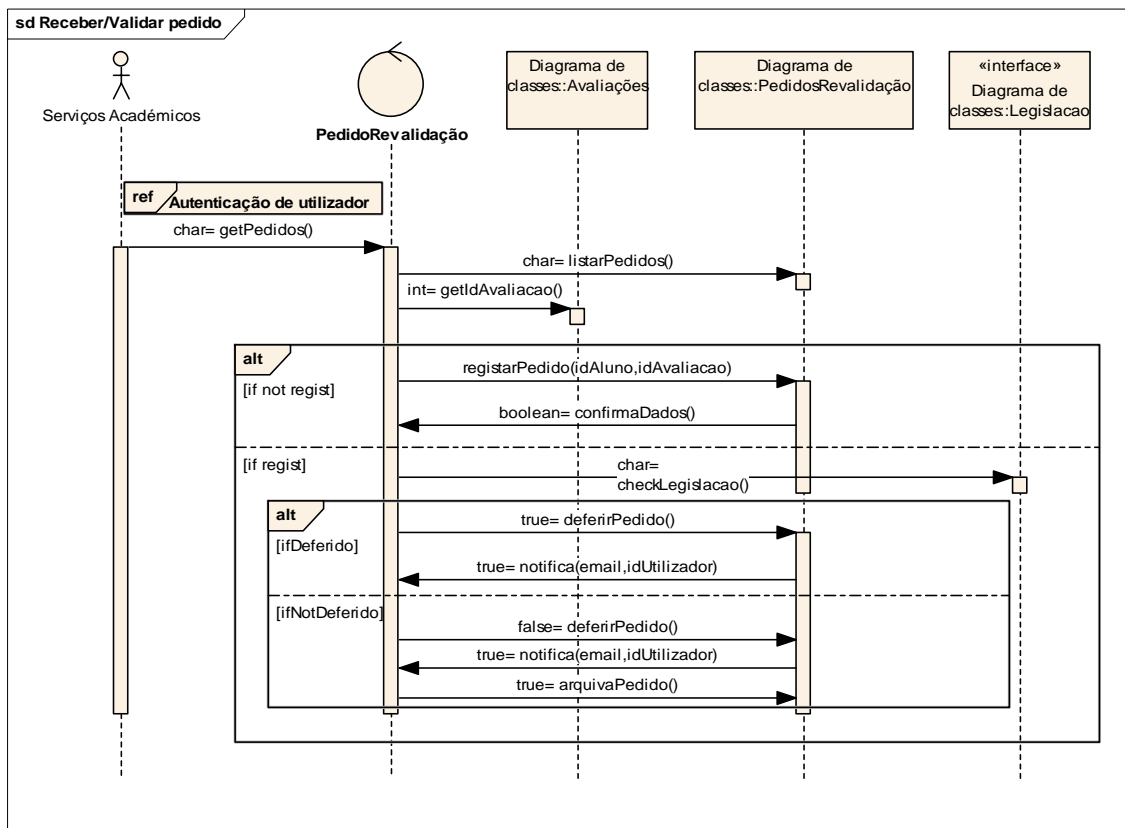 sd Receber/Validar pedido
Serviços Académicos
PedidoRevalidação
Diagrama de
classes::Avaliações
Diagrama de
classes::PedidosRevalidação
«interface»
Diagrama de
classes::Legislacao
ref
Autenticação de utilizador
char= getPedidos()
char= listarPedidos()
int= getIdAvaliacao()
alt
[if not regist]
registarPedido(idAluno,idAvaliacao)
boolean= confirmaDados()
[if regist]
char=
checkLegislacao()
alt
[ifDeferido]
true= deferirPedido()
true= notifica(email,idUtilizador)
[ifNotDeferido]
false= deferirPedido()
true= notifica(email,idUtilizador)
true= arquivaPedido()